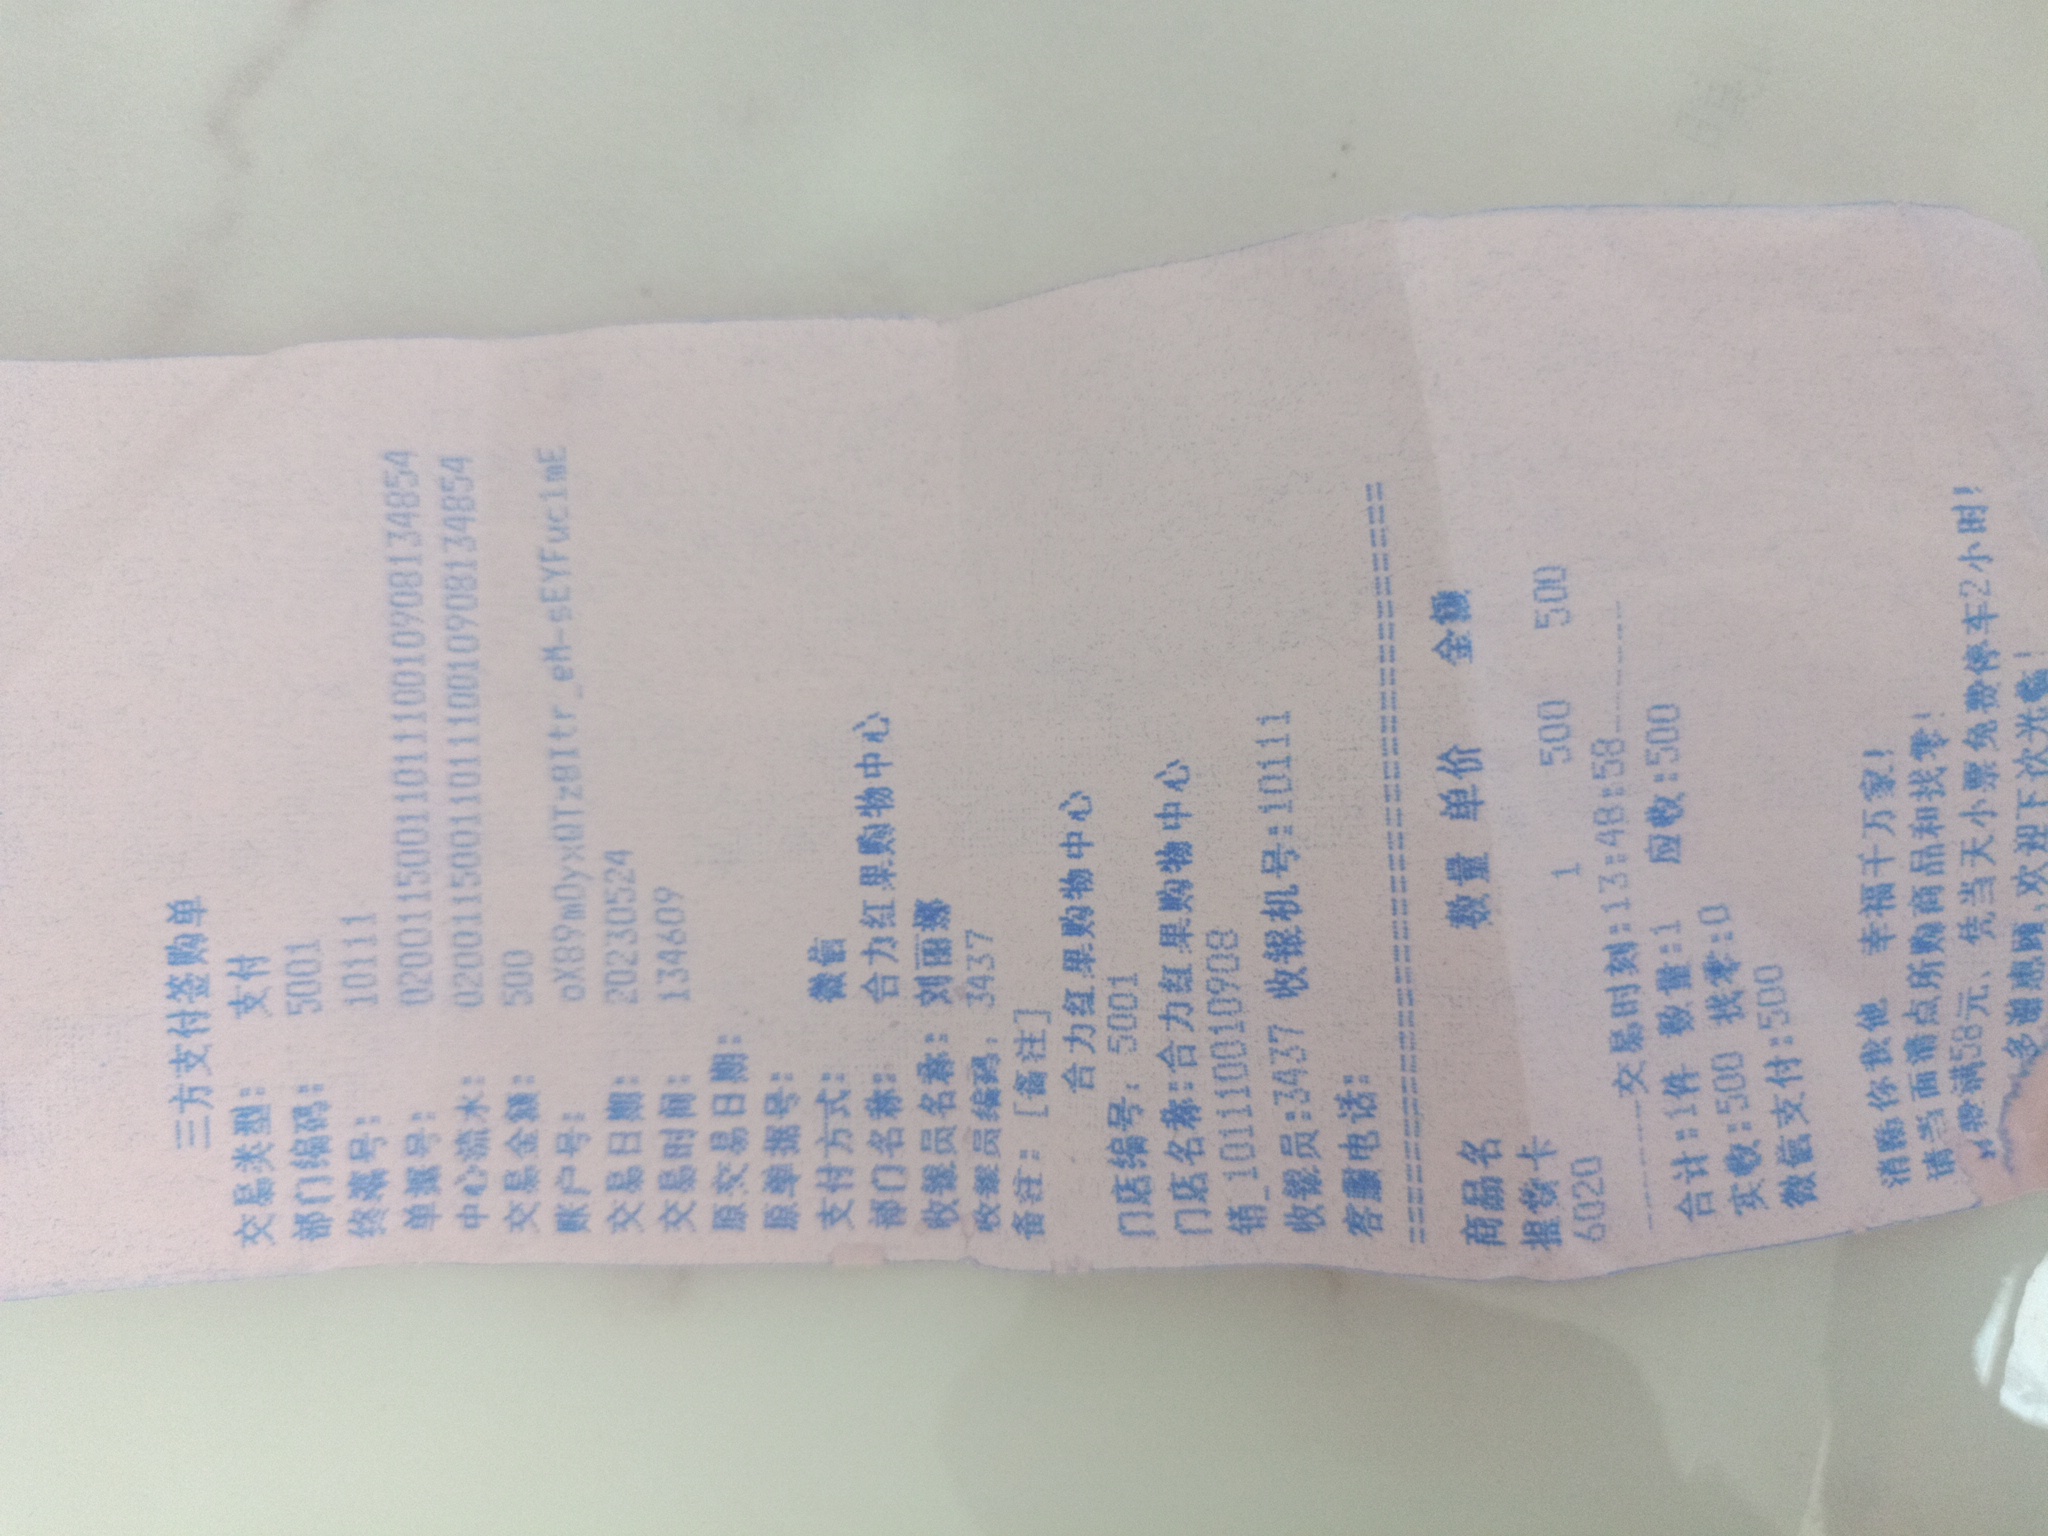 三方支付签购单
交易类型: 支付
部门编码: 5001
终端号: 10111
单据号: 020011500110111001090813485​4
中心流水: 0200115001101110010908134854
交易金额: 500
账户号: oX89mOyxQTz8Itr_eM-sEYFucimE
交易日期: 20230524
交易时间: 134609
原交易日期:
原单据号:
支付方式: 微信
部门名称: 合力红果购物中心
收银员名称: 刘丽娜
收银员编码: 3437
备注: [备注]
合力红果购物中心
门店编号: 5001
门店名称:合力红果购物中心
销_101110010908
收银员:3437 收银机号:10111
客服电话:
================================
商品名 数量 单价 金额
提货卡
6020 1 500 500
--------交易时刻:13:48:58--------
合计:1件 数量:1 应收:500
实收:500 找零:0
微信支付:500
消费你我他 幸福千万家!
请当面清点所购商品和找零!
满58元、凭当天小票免费停车2小时!
多谢惠顾,欢迎下次光临!